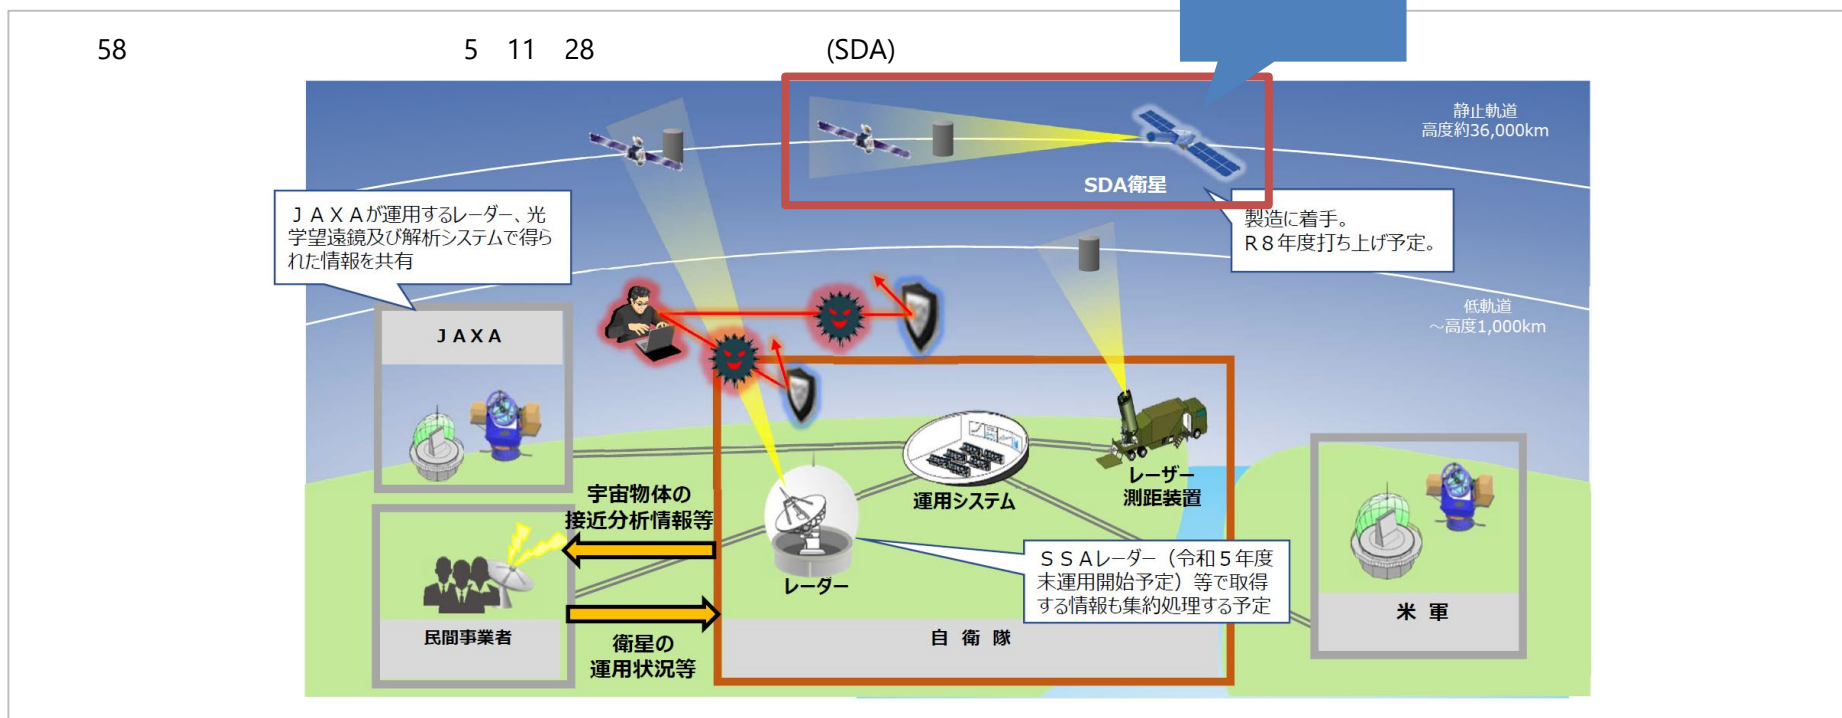 58 5 11 28 (SDA)
静止軌道
高度約36,000km
SDA衛星
製造に着手。
R8年度打ち上げ予定。
JAXAが運用するレーダー、光
学望遠鏡及び解析システムで得ら
れた情報を共有
低軌道
～高度1,000km
JAXA
レーザー
測距装置
運用システム
宇宙物体の
接近分析情報等
レーダー
SSAレーダー（令和5年度
末運用開始予定）等で取得
する情報も集約処理する予定
米軍
民間事業者
衛星の
運用状況等
自衛隊